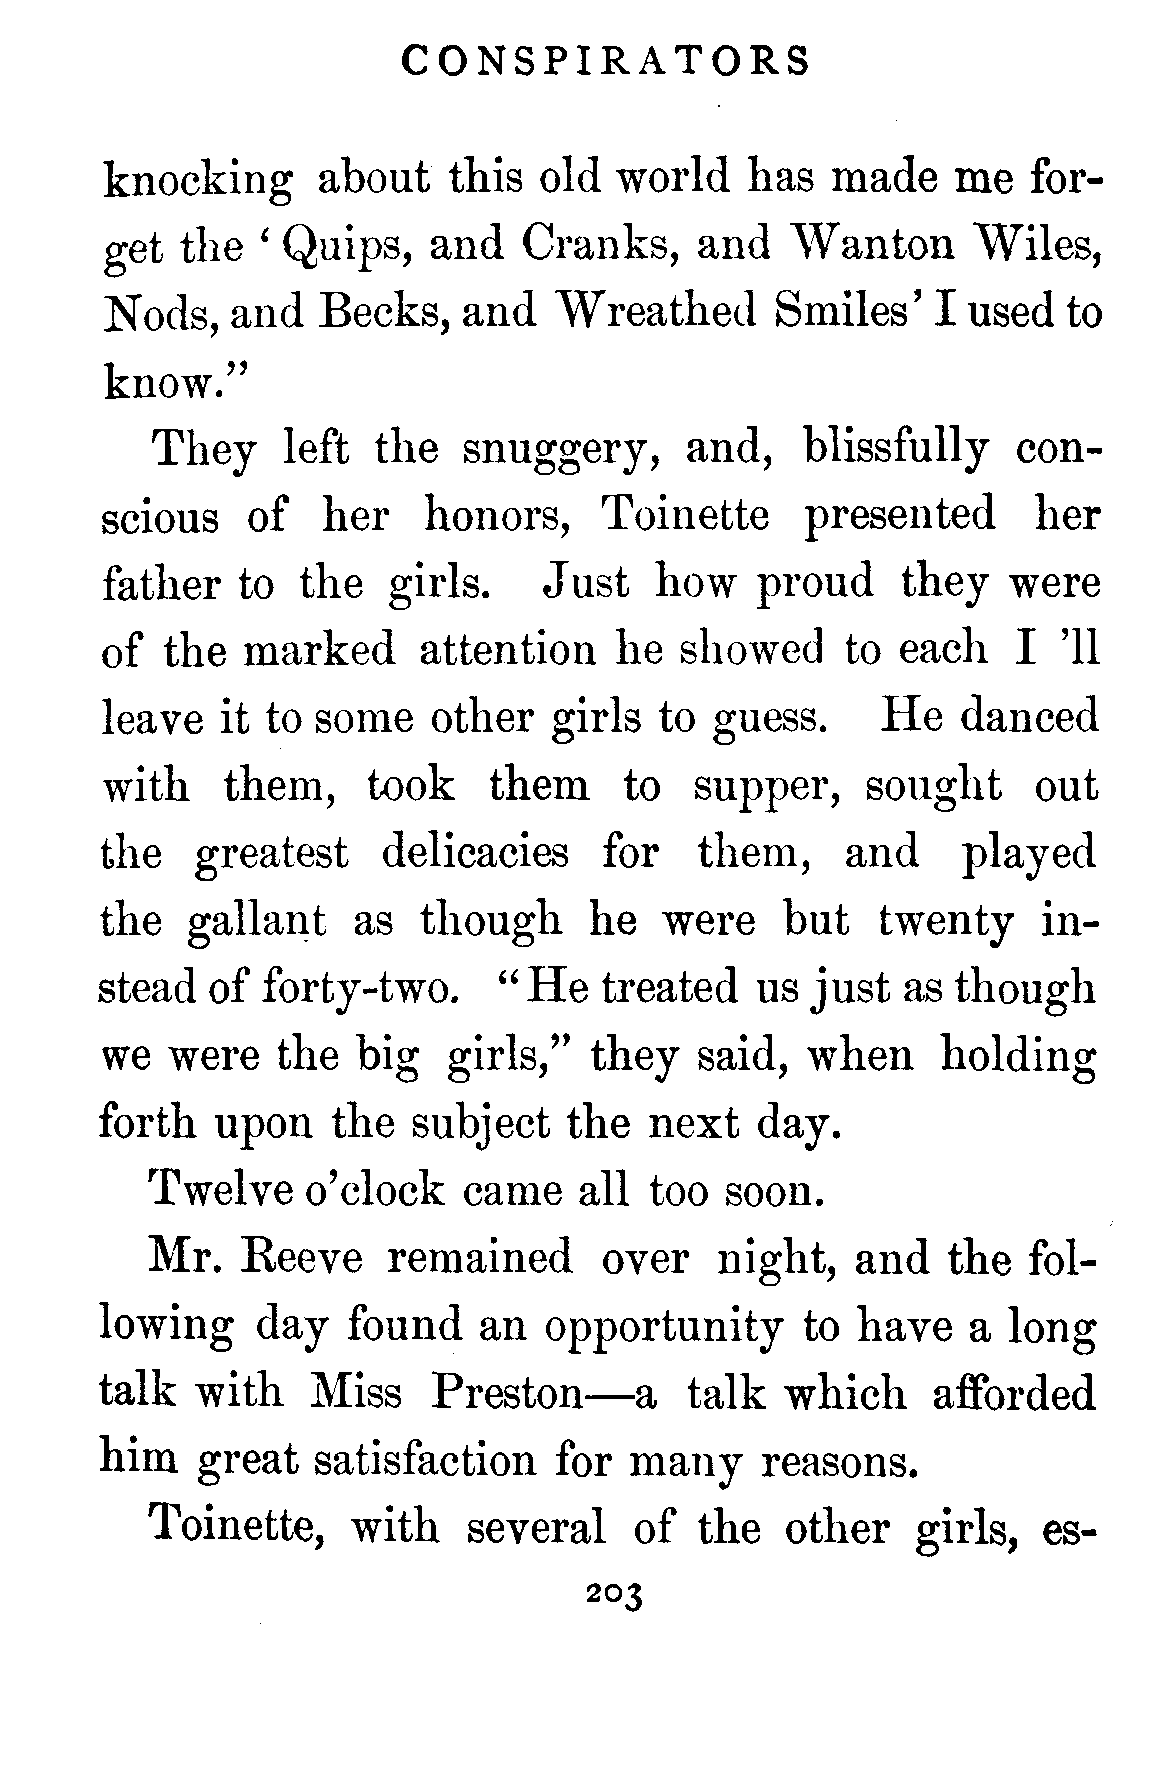 CONSPIRATORS
knocking about this old world has made me for-
get the ‘ Quips, and Cranks, and Wanton Wiles,
Nods, and Becks, and Wreathed Smiles’ I used to
know.”
They left the snuggery, and, blissfully con-
scious of her honors, Toinette presented her
father to the girls. Just how proud they were
of the marked attention he showed to each I ’ll
leave it to some other girls to guess. He danced
with them, took them to supper, sought out
the greatest delicacies for them, and played
the gallant as though he were but twenty in-
stead of forty-two. “He treated us just as though
we were the big girls,” they said, when holding
forth upon the subject the next day.
Twelve o’clock came all too soon.
Mr. Reeve remained over night, and the fol-
lowing day found an opportunity to have a long
talk with Miss Preston—a talk which afforded
him great satisfaction for many reasons.
Toinette, with several of the other girls, es-
203